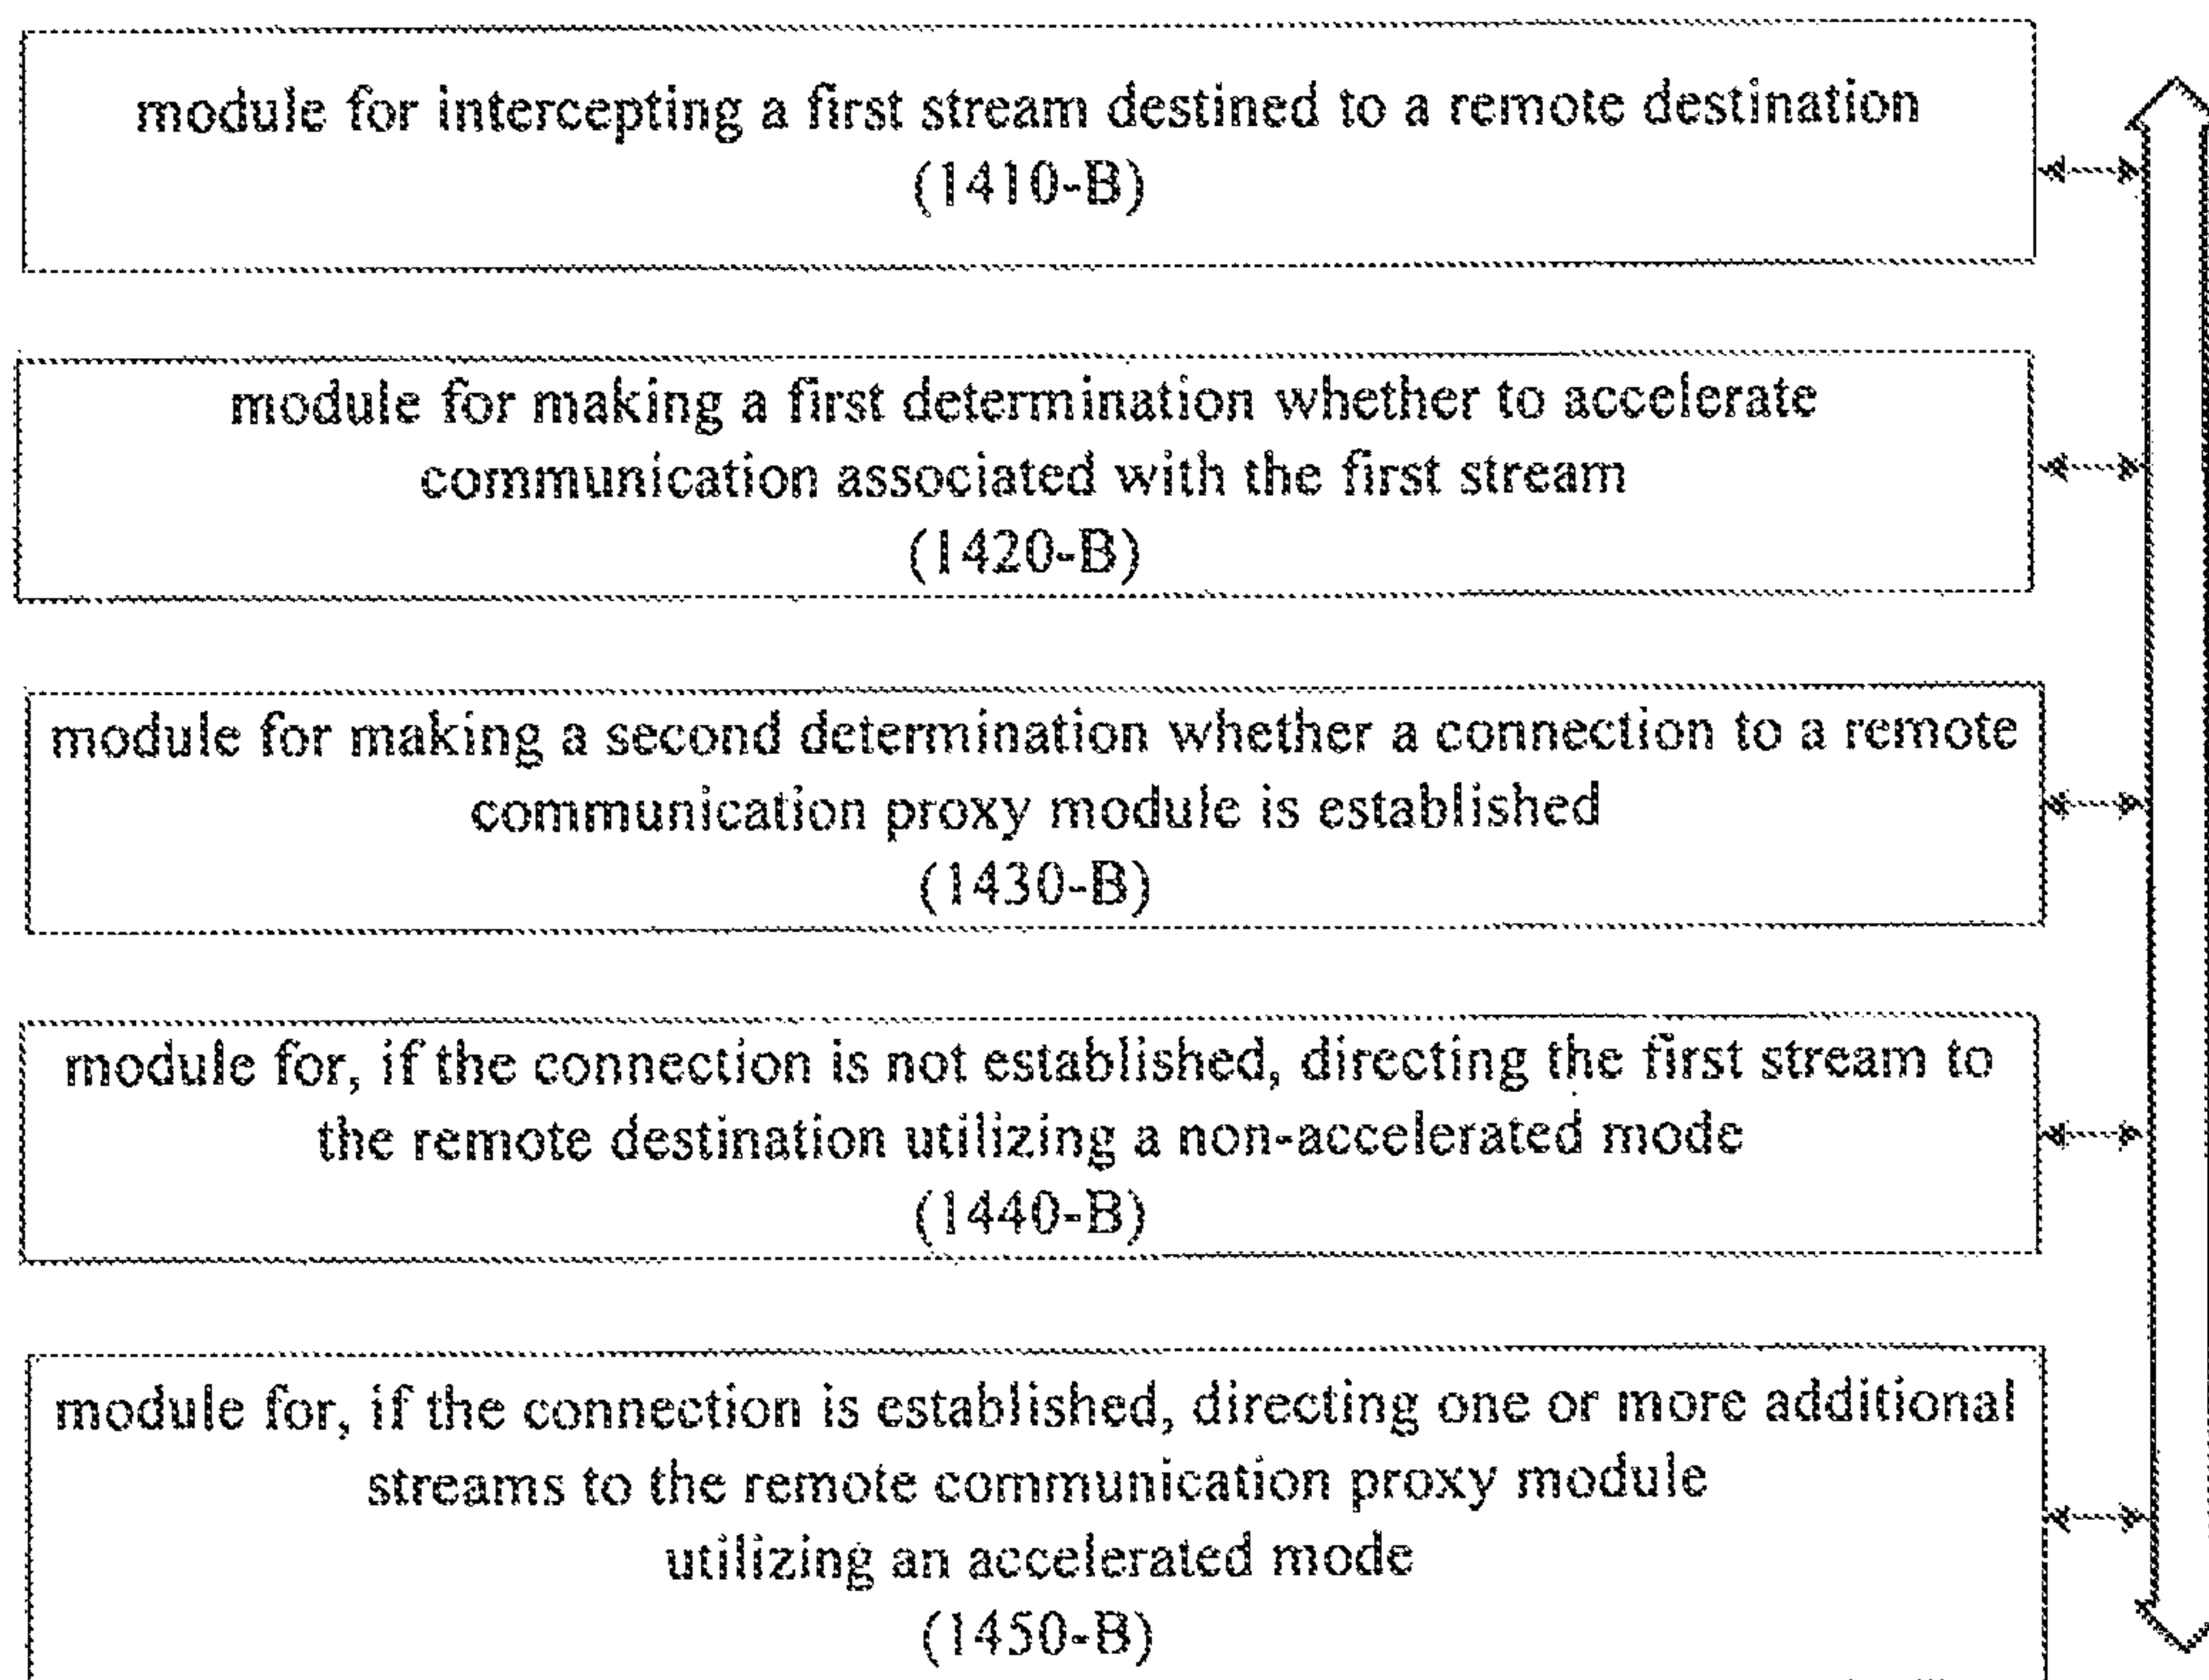 module for intercepting a first stream destined to a remote destination
(1410-B)
module for making a first determination whether to accelerate
communication associated with the first stream
(1420-B)
module for making a second determination whether a connection to a remote
communication proxy module is established
(1430-B)
module for, if the connection is not established, directing the first stream to
the remote destination utilizing a non-accelerated mode
(1440-B)
module for, if the connection is established, directing one or more additional
streams to the remote communication proxy module
utilizing an accelerated mode
(1450-B)